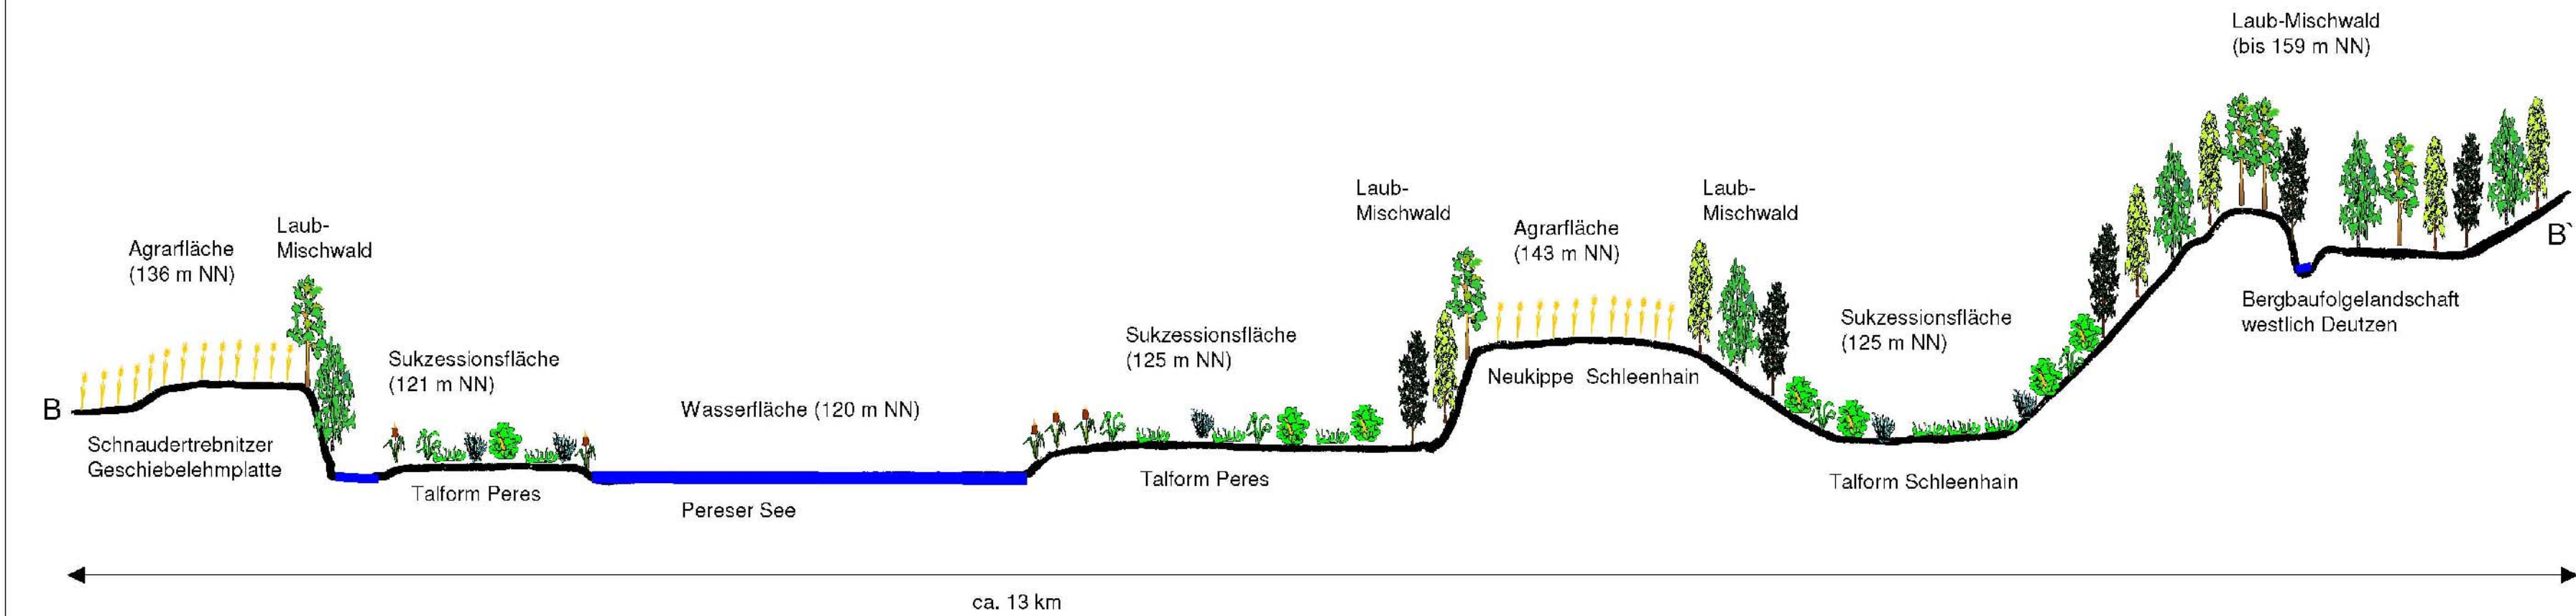 B
Agrarfläche
(136 m NN)
Laub-
Mischwald
Schnaudertrebnitzer
Geschiebelehmplatte
Sukzessionsfläche
(121 m NN)
Talform Peres
Wasserfläche (120 m NN)
Pereser See
Sukzessionsfläche
(125 m NN)
Talform Peres
Laub-
Mischwald
Agrarfläche
(143 m NN)
Neukippe Schleenhain
Laub-
Mischwald
Sukzessionsfläche
(125 m NN)
Talform Schleenhain
Laub-Mischwald
(bis 159 m NN)
Bergbaufolgelandschaft
westlich Deutzen
B`
ca. 13 km